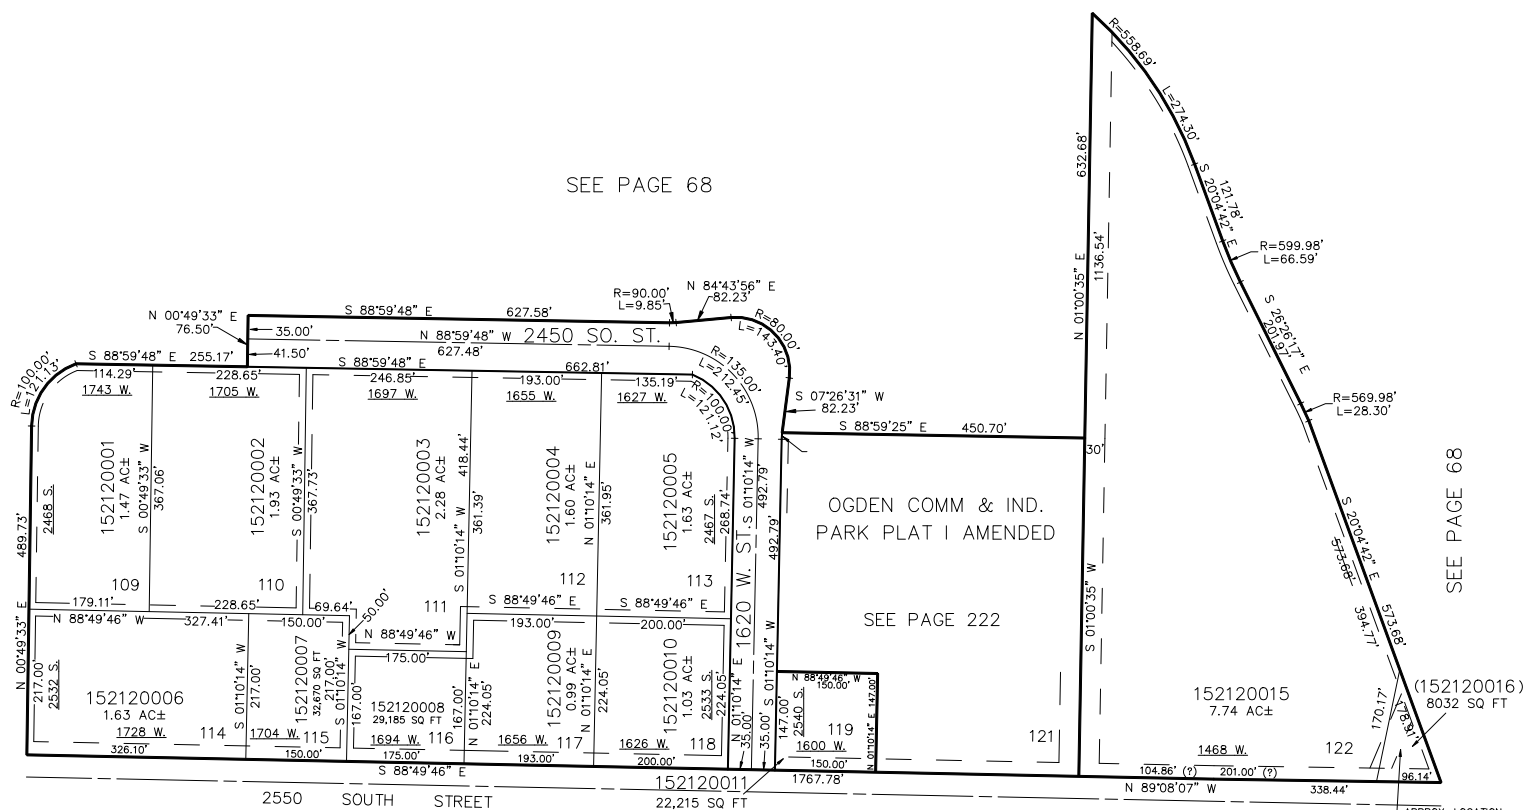 SEE PAGE 68
R=558.69'
L=274.30'
632.68'
N 01°00'35" E
1136.54'
S 20°04'42" E
121.78'
R=599.98'
L=66.59'
S 26°26'17" E
201.97'
R=569.98'
L=28.30'
S 20°04'42" E
573.68'
573.68'
394.77'
SEE PAGE 68
N 00°49'33" E
76.50'
S 88°59'48" E 627.58'
R=90.00'
L=9.85'
N 84°43'56" E
82.23'
R=80.00'
L=143.40'
35.00'
N 88°59'48" W 2450 SO. ST.
627.48'
41.50'
S 88°59'48" E 255.17'
S 88°59'48" E 662.81'
R=135.00'
L=212.45'
S 07°26'31" W
82.23'
S 88°59'25" E 450.70'
R=100.00'
L=121.13'
114.29'
1743 W.
228.65'
1705 W.
246.85'
1697 W.
193.00'
1655 W.
135.19'
1627 W.
R=100.00'
L=121.12'
30'
489.73'
2468 S.
152120001
1.47 AC±
S 00°49'33" W
367.06'
152120002
1.93 AC±
S 00°49'33" W
367.73'
152120003
2.28 AC±
418.44'
S 01°10'14" W
361.39'
152120004
1.60 AC±
N 01°10'14" E
361.95'
152120005
1.63 AC±
2467 S.
268.74'
1620 W. ST.
S 01°10'14" W
492.79'
492.79'
S 01°10'14" W
OGDEN COMM & IND.
PARK PLAT I AMENDED
SEE PAGE 222
S 01°00'35" W
109
110
111
112
113
179.11'
228.65'
69.64'
50.00'
S 88°49'46" E
S 88°49'46" E
N 88°49'46" W
327.41'
150.00'
N 88°49'46" W
175.00'
193.00'
200.00'
N 00°49'33" E
217.00'
2532 S.
152120006
1.63 AC±
1728 W.
114
326.10'
S 01°10'14" W
217.00'
152120007
32,670 SQ FT
217.00'
S 01°10'14" W
1704 W.
115
150.00'
167.00'
152120008
29,185 SQ FT
1694 W.
116
175.00'
167.00'
N 01°10'14" E
224.05'
152120009
0.99 AC±
1656 W.
117
193.00'
N 01°10'14" E
224.05'
152120010
1.03 AC±
2533 S.
224.05'
1626 W.
118
200.00'
N 01°10'14" E
35.00'
35.00'
N 88°49'46" W
150.00'
147.00'
2540 S.
119
1600 W.
150.00'
N 01°10'14" E 147.00'
121
152120015
7.74 AC±
1468 W.
122
104.86' (?) 201.00' (?)
170.17'
178.91'
(152120016)
8032 SQ FT
96.14'
S 88°49'46" E
152120011
22,215 SQ FT
1767.78'
N 89°08'07" W
338.44'
2550 SOUTH STREET
APPROX LOCATION